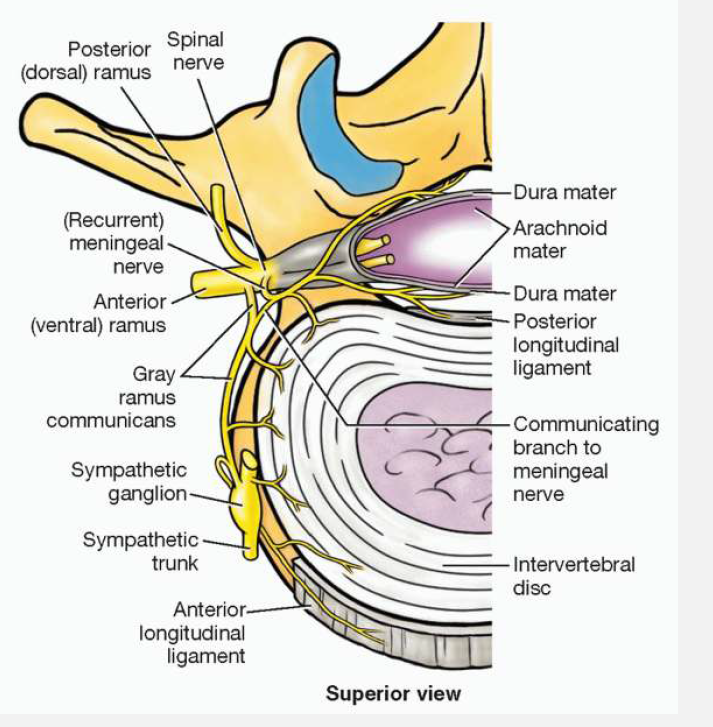 Posterior
(dorsal) ramus
Spinal
nerve
(Recurrent)
meningeal
nerve
Anterior
(ventral) ramus
Gray
ramus
communicans
Sympathetic
ganglion
Sympathetic
trunk
Anterior
longitudinal
ligament
Dura mater
Arachnoid
mater
Dura mater
Posterior
longitudinal
ligament
Communicating
branch to
meningeal
nerve
Intervertebral
disc
Superior view